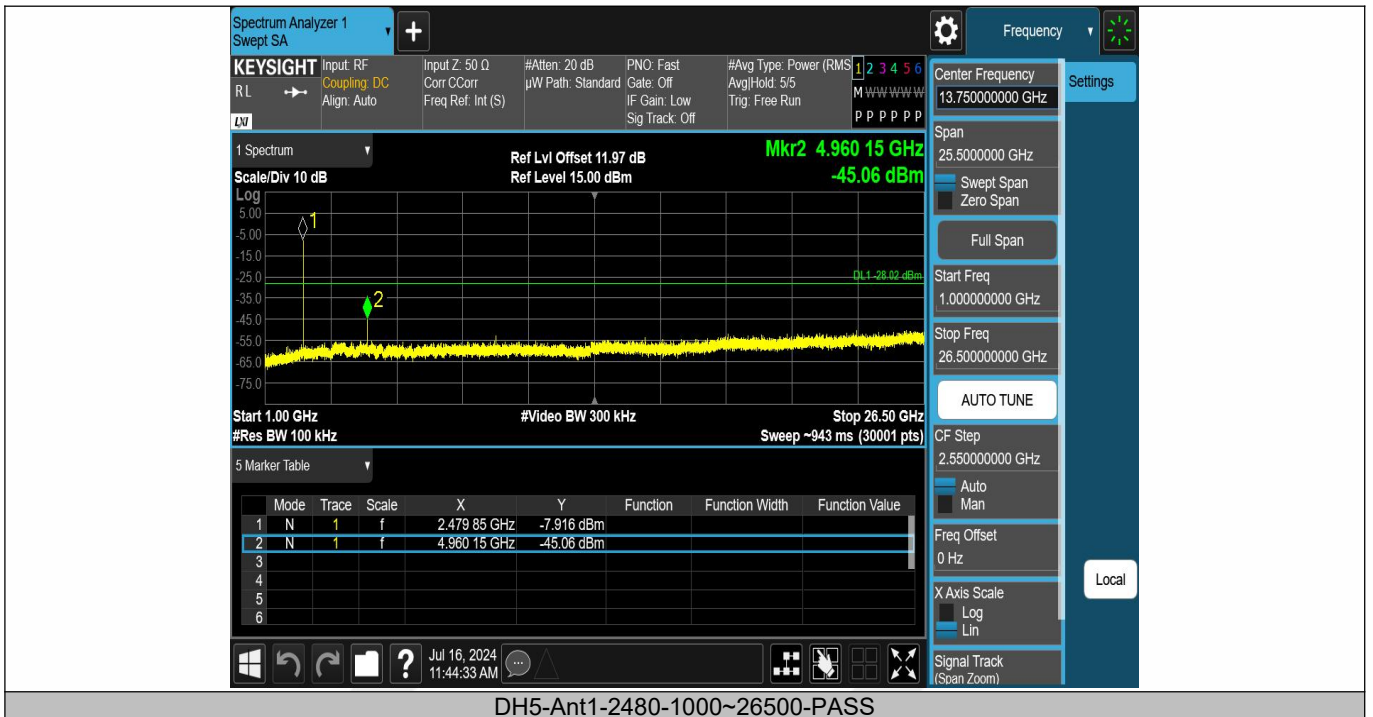 Spectrum Analyzer 1
Swept SA
+
Frequency
KEYSIGHT
RL
LXI
Input: RF
Coupling: DC
Align: Auto
Input Z: 50 Ω
Corr CCorr
Freq Ref: Int (S)
#Atten: 20 dB
µW Path: Standard
PNO: Fast
Gate: Off
IF Gain: Low
Sig Track: Off
#Avg Type: Power (RMS
Avg|Hold: 5/5
Trig: Free Run
1 2 3 4 5 6
M W W W W W
P P P P P P
1 Spectrum
Scale/Div 10 dB
Ref Lvl Offset 11.97 dB
Ref Level 15.00 dBm
Mkr2 4.960 15 GHz
-45.06 dBm
Log
5.00
-5.00
-15.0
-25.0
-35.0
-45.0
-55.0
-65.0
-75.0
1
2
DL1 -28.02 dBm
Start 1.00 GHz
#Video BW 300 kHz
Stop 26.50 GHz
#Res BW 100 kHz
Sweep ~943 ms (30001 pts)
5 Marker Table
Mode Trace Scale X Y Function Function Width Function Value
1 N 1 f 2.479 85 GHz -7.916 dBm
2 N 1 f 4.960 15 GHz -45.06 dBm
3
4
5
6
?
Jul 16, 2024
11:44:33 AM
Center Frequency
13.750000000 GHz
Settings
Span
25.5000000 GHz
Swept Span
Zero Span
Full Span
Start Freq
1.000000000 GHz
Stop Freq
26.500000000 GHz
AUTO TUNE
CF Step
2.550000000 GHz
Auto
Man
Freq Offset
0 Hz
X Axis Scale
Log
Lin
Local
Signal Track
(Span Zoom)
DH5-Ant1-2480-1000~26500-PASS